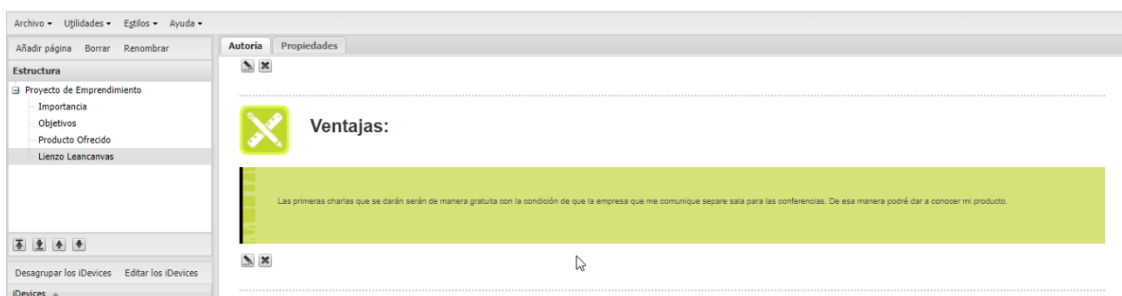 Archivo Utilidades Estilos Ayuda
Añadir página Borrar Renombrar
Autoría Propiedades
Estructura
Proyecto de Emprendimiento
Importancia
Objetivos
Producto Ofrecido
Lienzo Leancanvas
Ventajas:
Las primeras charlas que se darán serán de manera gratuita con la condición de que la empresa que me comunique separe sala para las conferencias. De esa manera podré dar a conocer mi producto.
Desagrupar los iDevices Editar los iDevices
iDevices